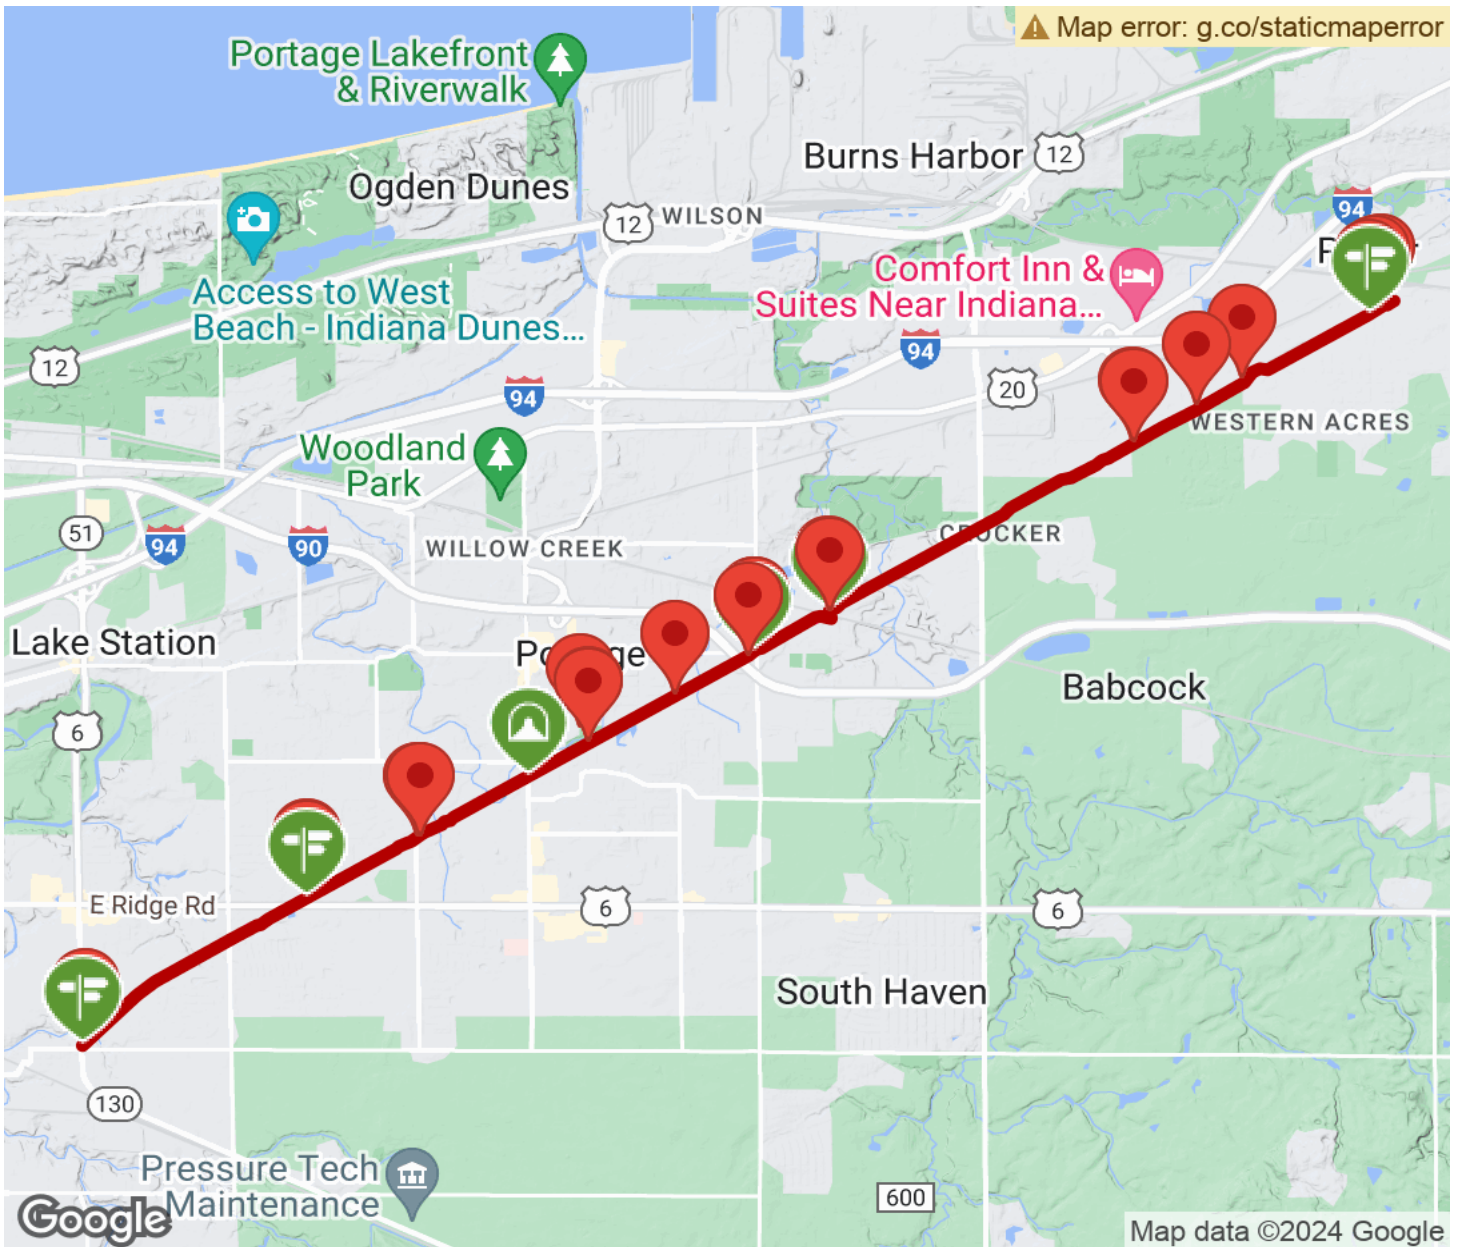 Map error: g.co/staticmaperror
Portage Lakefront
& Riverwalk
Burns Harbor
12
Ogden Dunes
12
WILSON
94
Comfort Inn &
Suites Near Indiana...
Access to West
Beach - Indiana Dunes...
12
94
20
94
WESTERN ACRES
Woodland
Park
51
94
90
WILLOW CREEK
CROCKER
Lake Station
Portage
Babcock
6
E Ridge Rd
6
6
South Haven
130
Pressure Tech
Maintenance
600
Google
Map data ©2024 Google